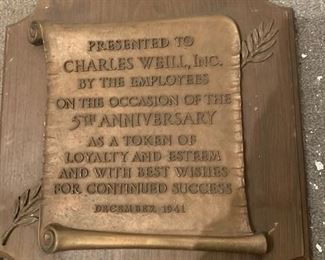 PRESENTED TO
CHARLES WEILL, INC.
BY THE EMPLOYEES
ON THE OCCASION OF THE
5TH ANNIVERSARY
AS A TOKEN OF
LOYALTY AND ESTEEM
AND WITH BEST WISHES
FOR CONTINUED SUCCESS
DECEMBER 1941